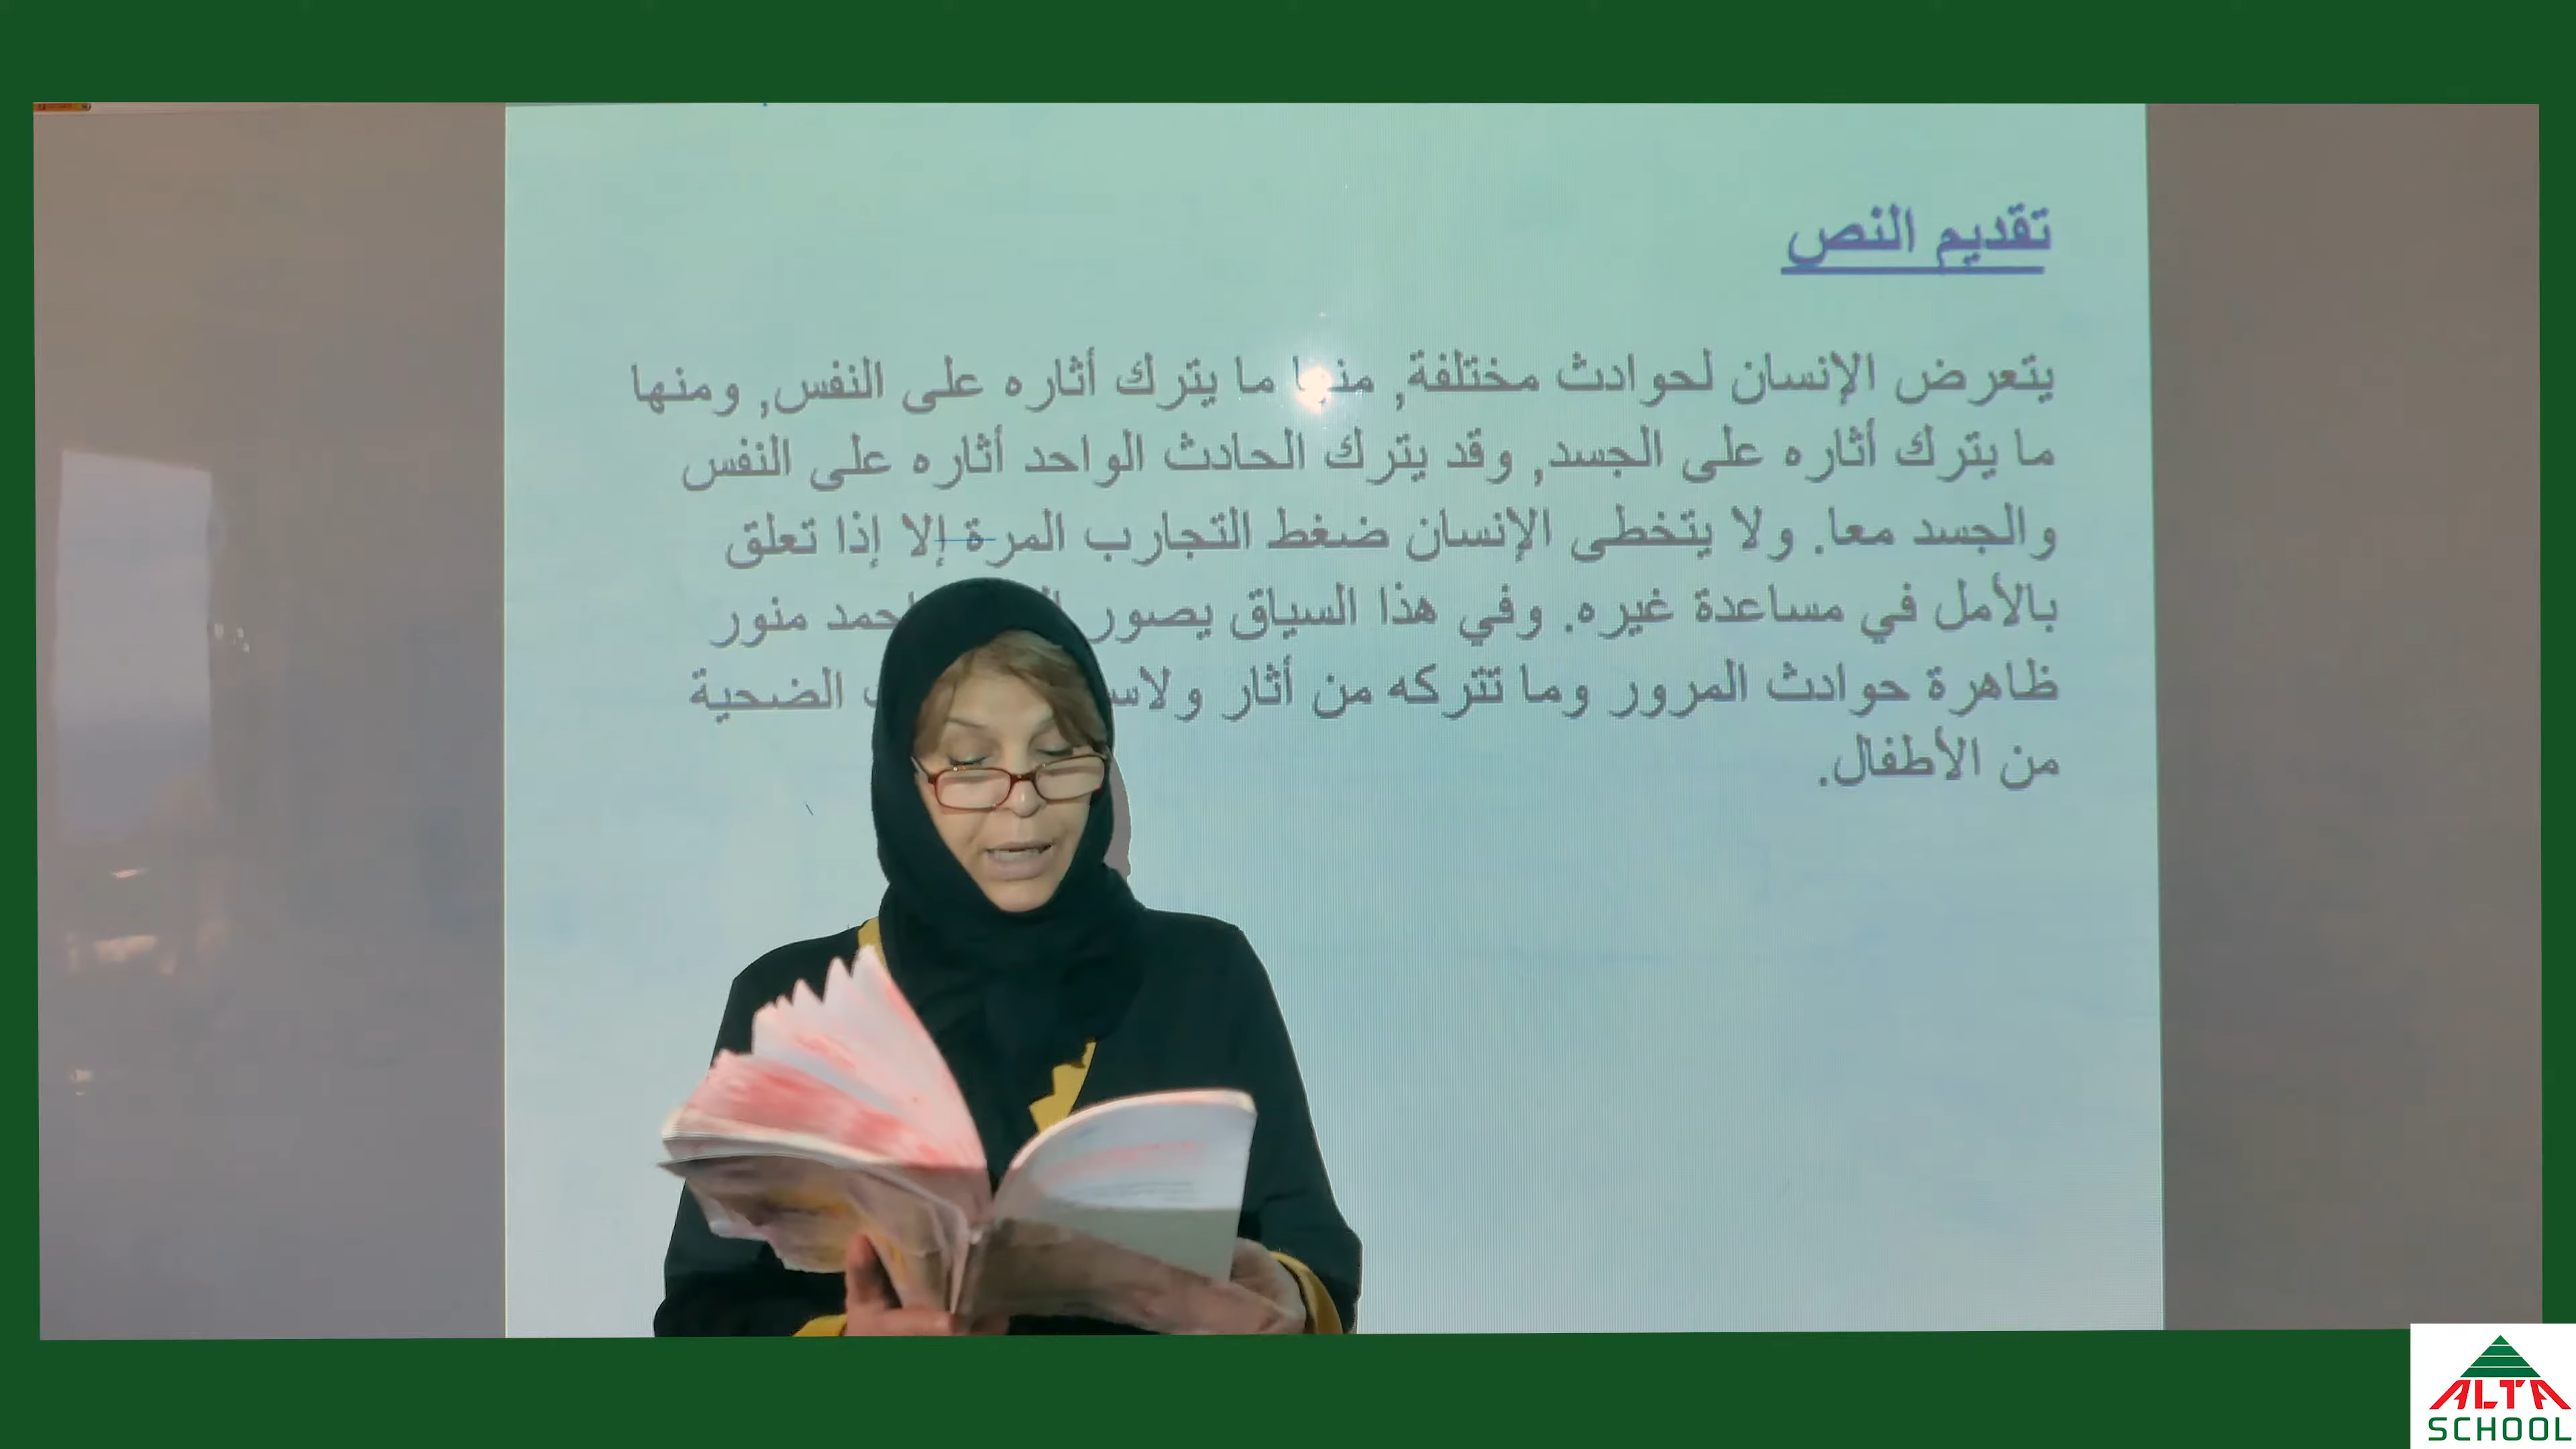 تقديم النص
يتعرض الإنسان لحوادث مختلفة, منها ما يترك أثاره على النفس, ومنها
ما يترك أثاره على الجسد, وقد يترك الحادث الواحد أثاره على النفس
والجسد معا. ولا يتخطى الإنسان ضغط التجارب المرة إلا إذا تعلق
بالأمل في مساعدة غيره. وفي هذا السياق يصور منور
ظاهرة حوادث المرور وما تتركه من أثار الضحية
من الأطفال.
ALTA
SCHOOL